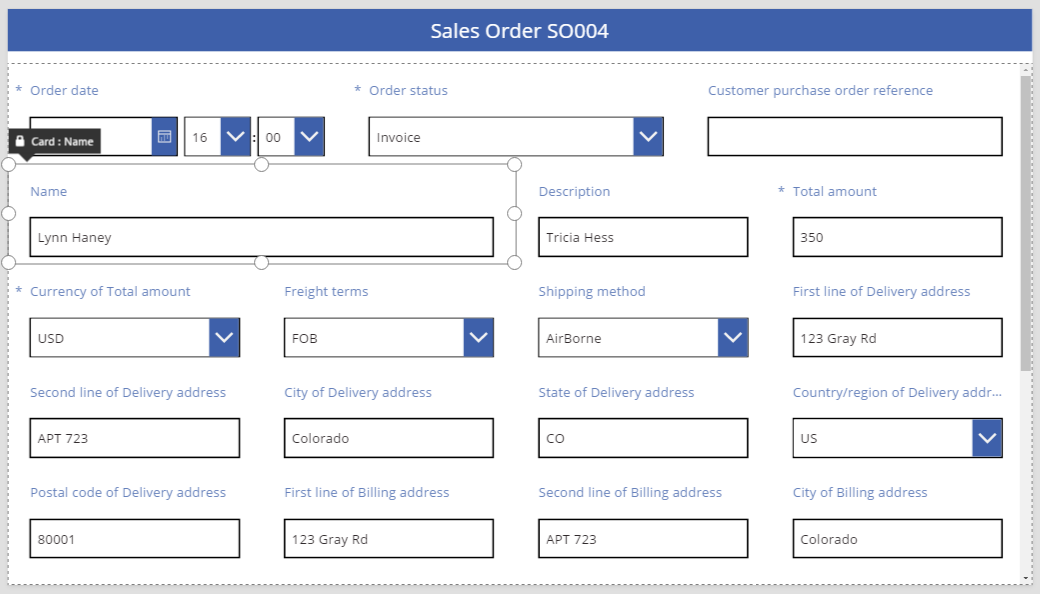 Sales Order SO004
* Order date
* Order status
Customer purchase order reference
Card : Name
16 : 00
Invoice
Name
Description
* Total amount
Lynn Haney
Tricia Hess
350
* Currency of Total amount
Freight terms
Shipping method
First line of Delivery address
USD
FOB
AirBorne
123 Gray Rd
Second line of Delivery address
City of Delivery address
State of Delivery address
Country/region of Delivery addr...
APT 723
Colorado
CO
US
Postal code of Delivery address
First line of Billing address
Second line of Billing address
City of Billing address
80001
123 Gray Rd
APT 723
Colorado